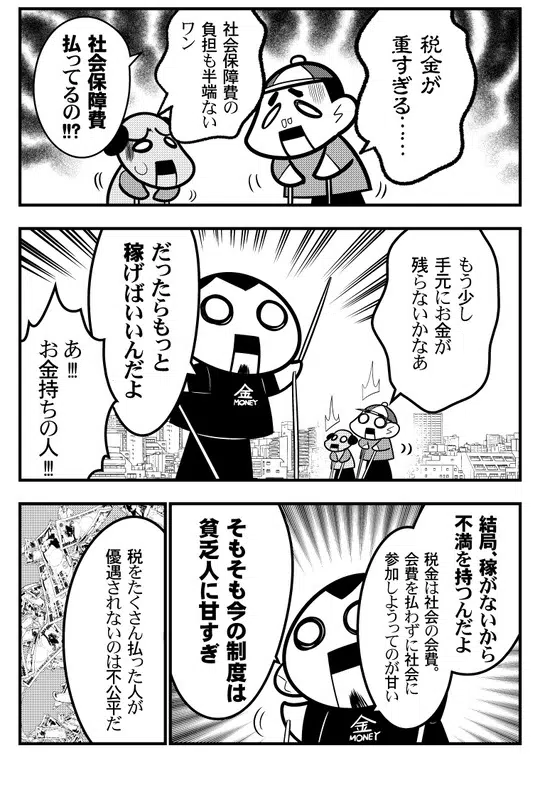 税金が
重すぎる……
社会保障費の
負担も半端ない
ワン
社会保障費
払ってるの!!?
もう少し
手元にお金が
残らないかなあ
だったらもっと
稼げばいいんだよ
金
MONEY
あ!!!
お金持ちの人!!!
結局、稼がないから
不満を持つんだよ
税金は社会の会費。
会費を払わずに社会に
参加しようってのが甘い
そもそも今の制度は
貧乏人に甘すぎ
金
MONEY
税をたくさん払った人が
優遇されないのは不公平だ